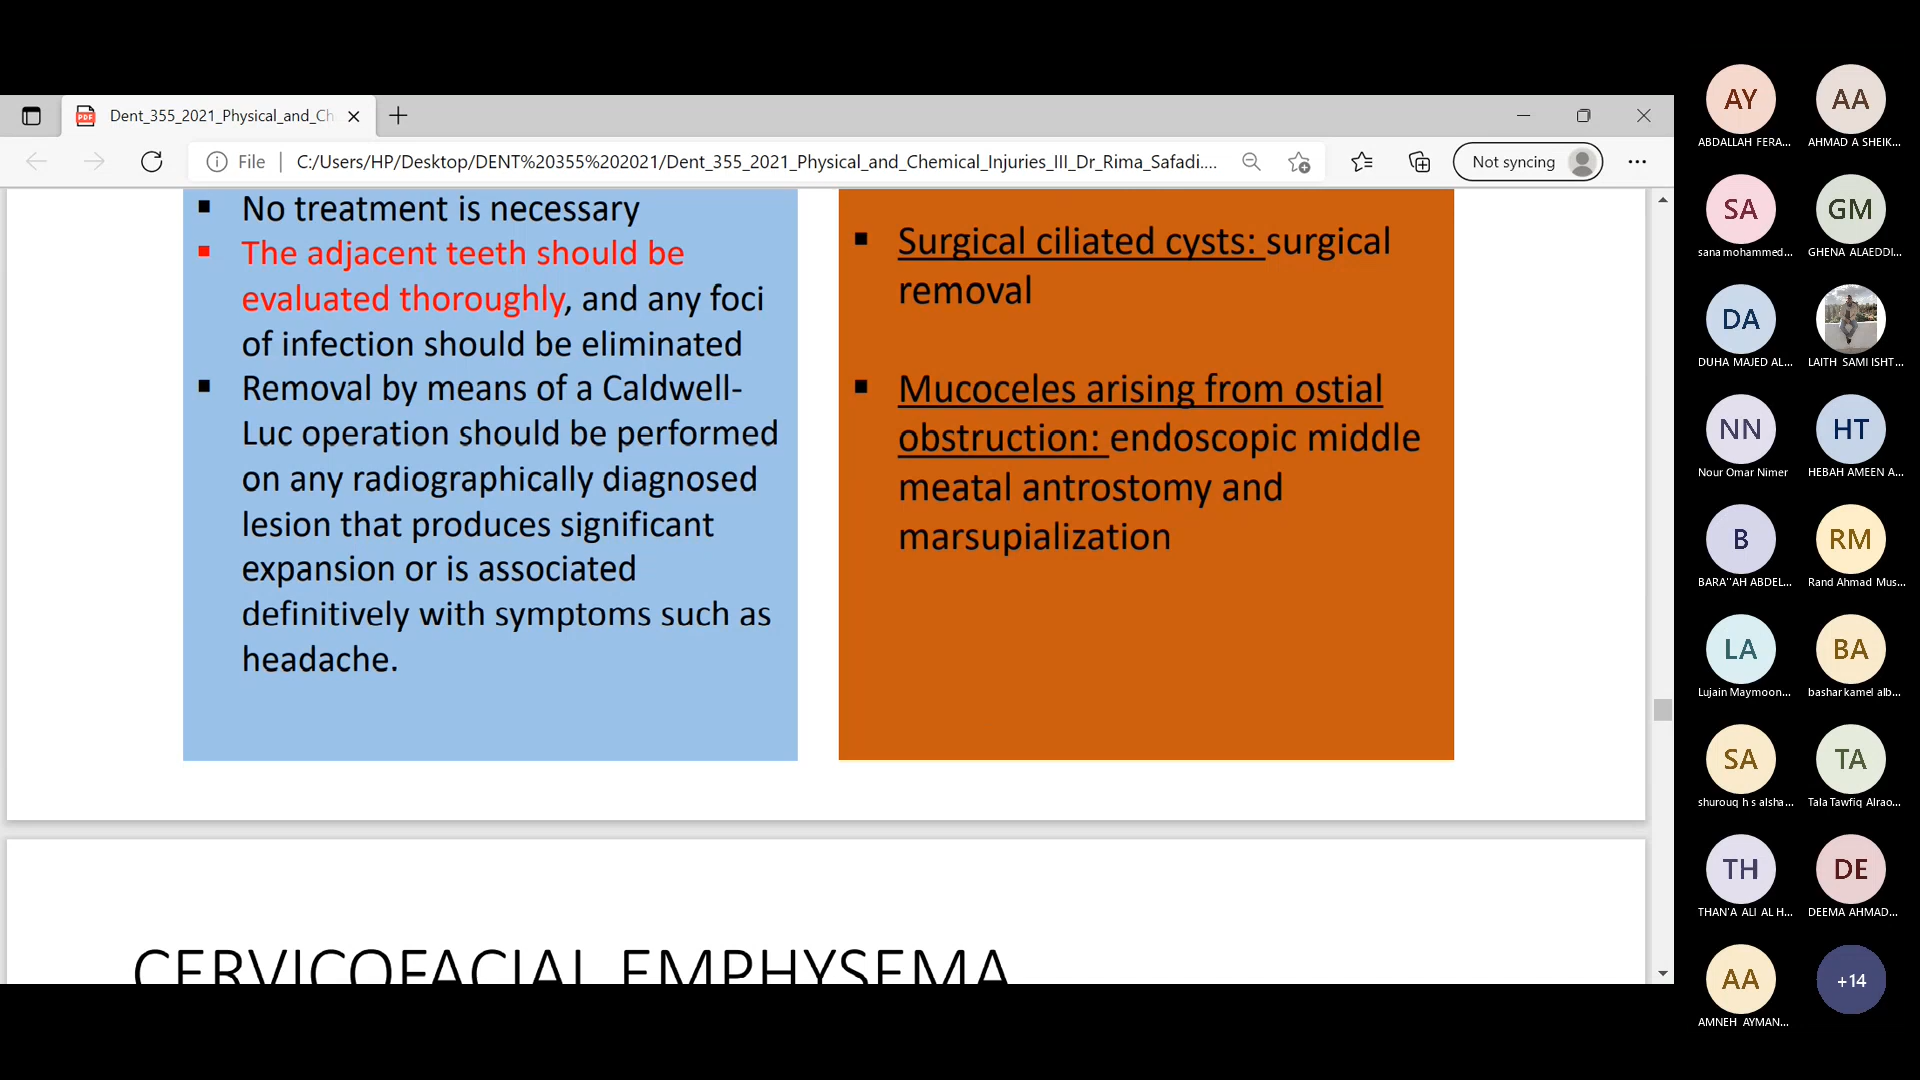 Dent_355_2021_Physical_and_Ch
File
C:/Users/HP/Desktop/DENT%20355%202021/Dent_355_2021_Physical_and_Chemical_Injuries_III_Dr_Rima_Safadi....
Not syncing
▪ No treatment is necessary
▪ The adjacent teeth should be
evaluated thoroughly, and any foci
of infection should be eliminated
▪ Removal by means of a Caldwell-
Luc operation should be performed
on any radiographically diagnosed
lesion that produces significant
expansion or is associated
definitively with symptoms such as
headache.
▪ Surgical ciliated cysts: surgical
removal
▪ Mucoceles arising from ostial
obstruction: endoscopic middle
meatal antrostomy and
marsupialization
CERVICOFACIAL EMPHYSEMA
AY
ABDALLAH FERA...
AA
AHMAD A SHEIK...
SA
sana mohammed...
GM
GHENA ALAEDDI...
DA
DUHA MAJED AL...
LAITH SAMI ISHT...
NN
Nour Omar Nimer
HT
HEBAH AMEEN A...
B
BARA''AH ABDEL...
RM
Rand Ahmad Mus...
LA
Lujain Maymoon...
BA
bashar kamel alb...
SA
shurouq h s alsha...
TA
Tala Tawfiq Alrao...
TH
THAN'A ALI AL H...
DE
DEEMA AHMAD...
AA
AMNEH AYMAN...
+14